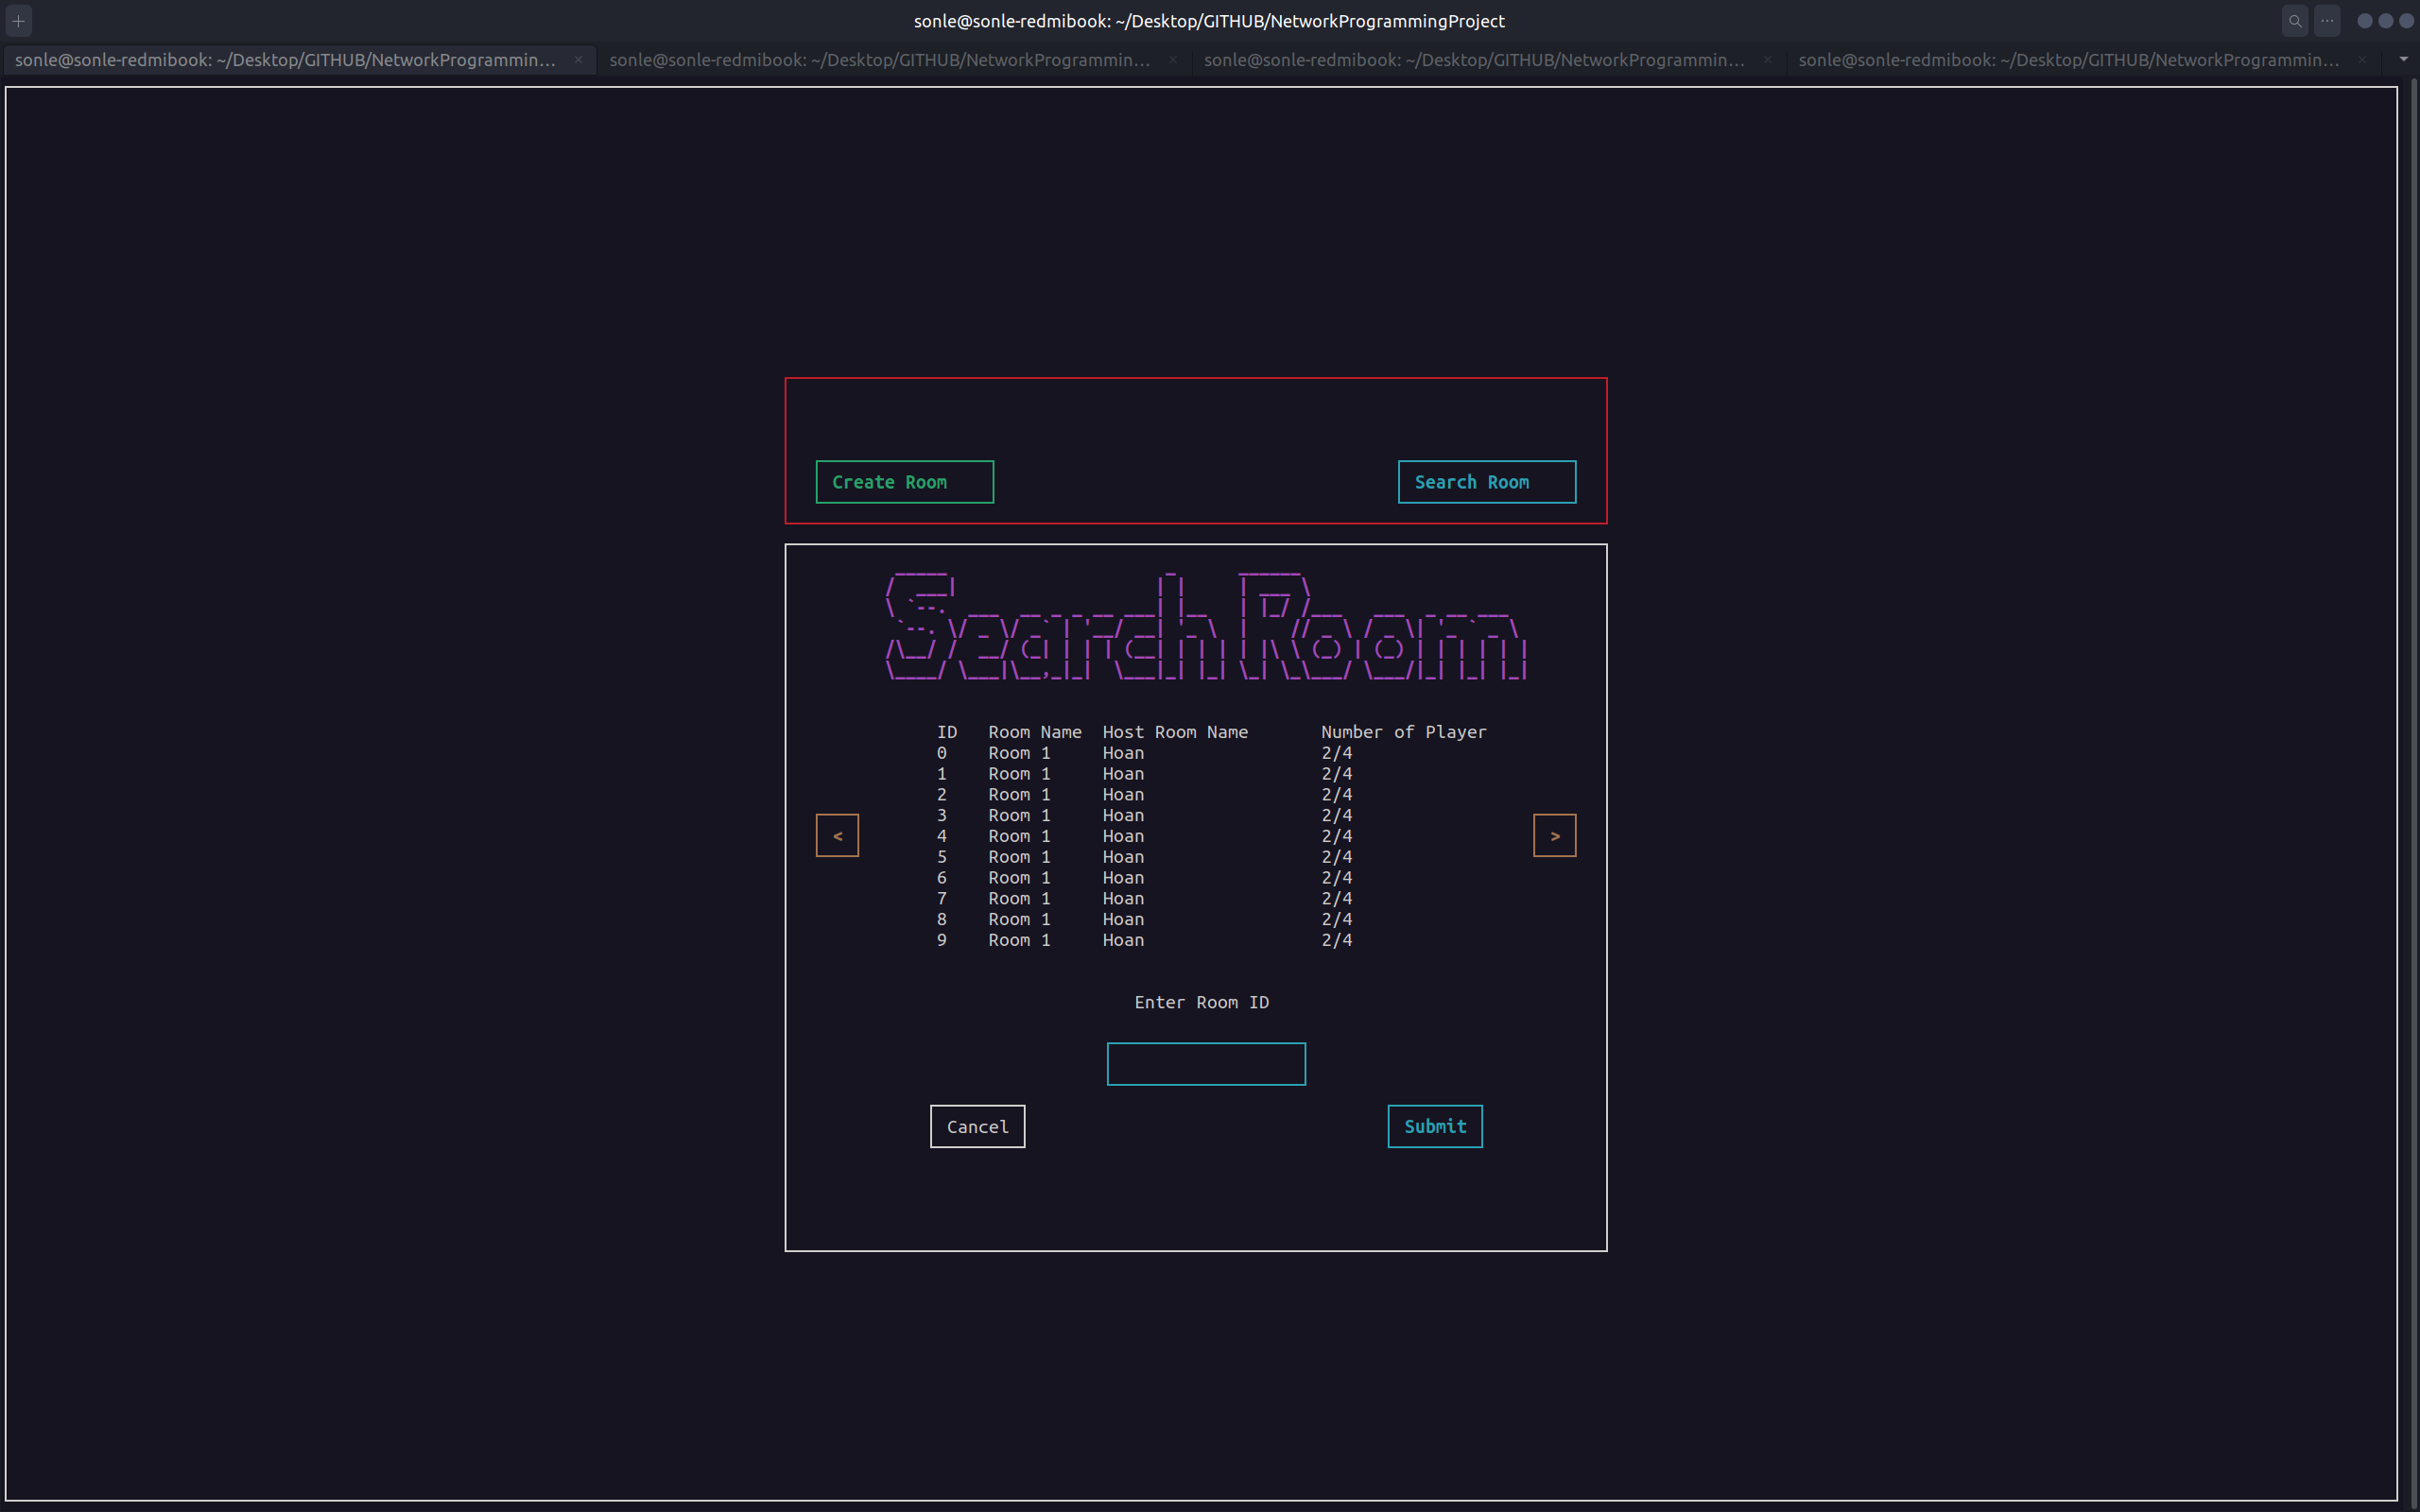 sonle@sonle-redmibook: ~/Desktop/GITHUB/NetworkProgrammingProject
sonle@sonle-redmibook: ~/Desktop/GITHUB/NetworkProgrammin... × sonle@sonle-redmibook: ~/Desktop/GITHUB/NetworkProgrammin... × sonle@sonle-redmibook: ~/Desktop/GITHUB/NetworkProgrammin... × sonle@sonle-redmibook: ~/Desktop/GITHUB/NetworkProgrammin... ×
Create Room Search Room
Search Room
ID Room Name Host Room Name Number of Player
0 Room 1 Hoan 2/4
1 Room 1 Hoan 2/4
2 Room 1 Hoan 2/4
3 Room 1 Hoan 2/4
4 Room 1 Hoan 2/4
5 Room 1 Hoan 2/4
6 Room 1 Hoan 2/4
7 Room 1 Hoan 2/4
8 Room 1 Hoan 2/4
9 Room 1 Hoan 2/4
< >
Enter Room ID
Cancel Submit